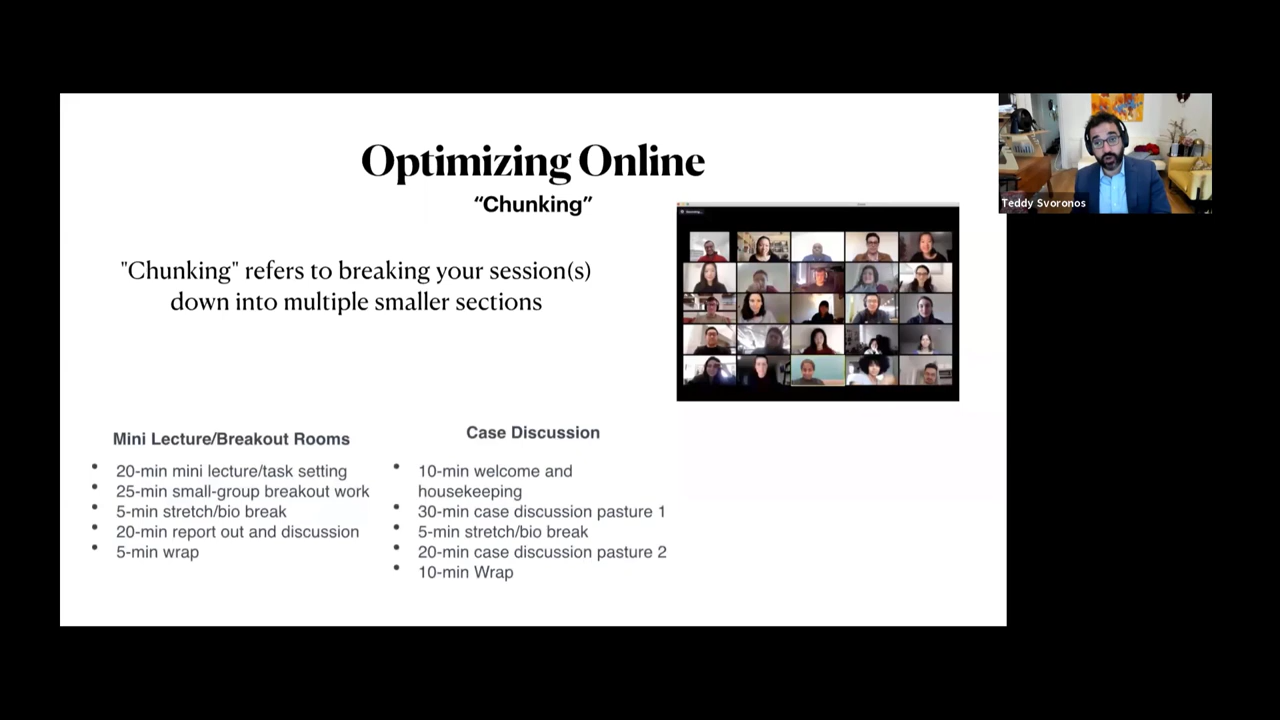 Optimizing Online
“Chunking”
"Chunking" refers to breaking your session(s)
down into multiple smaller sections
Mini Lecture/Breakout Rooms
• 20-min mini lecture/task setting
• 25-min small-group breakout work
• 5-min stretch/bio break
• 20-min report out and discussion
• 5-min wrap
Case Discussion
• 10-min welcome and
housekeeping
• 30-min case discussion pasture 1
• 5-min stretch/bio break
• 20-min case discussion pasture 2
• 10-min Wrap
Teddy Svoronos